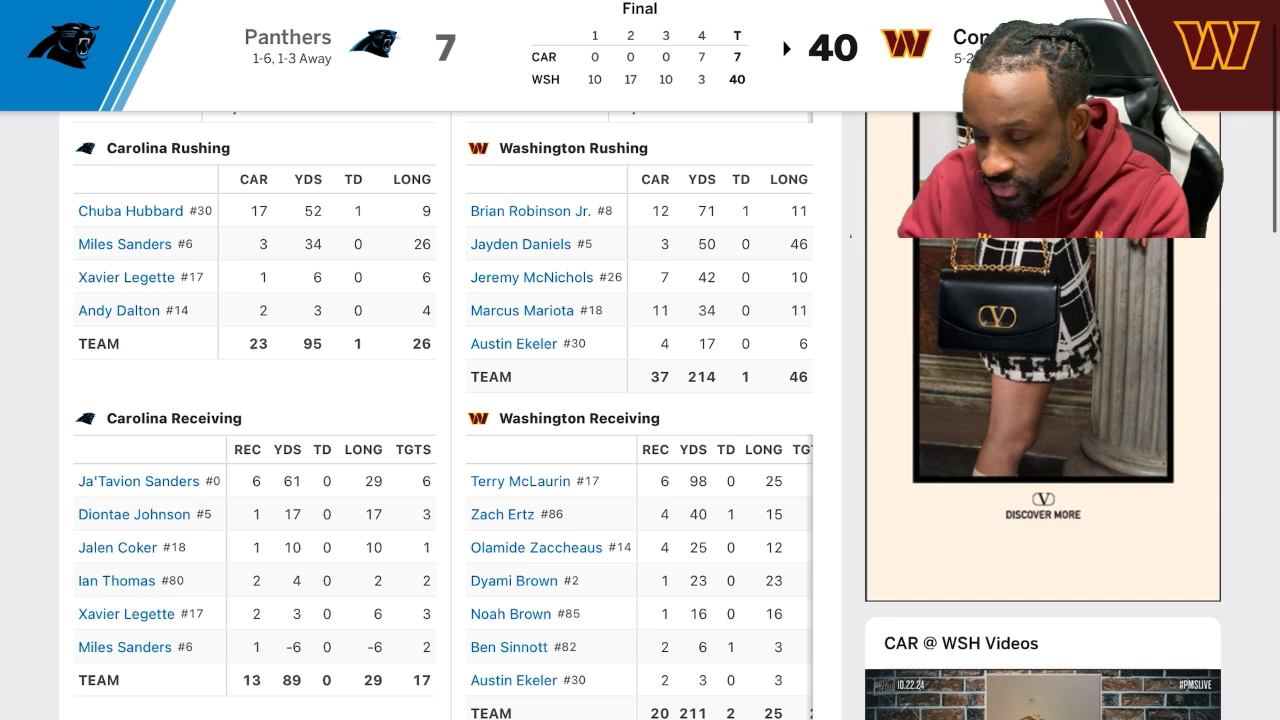 Final
Panthers
1-6, 1-3 Away
7
1 2 3 4 T
CAR 0 0 0 7 7
WSH 10 17 10 3 40
40
W
Com
5-2
W
Carolina Rushing
CAR YDS TD LONG
Chuba Hubbard #30 17 52 1 9
Miles Sanders #6 3 34 0 26
Xavier Legette #17 1 6 0 6
Andy Dalton #14 2 3 0 4
TEAM 23 95 1 26
Washington Rushing
CAR YDS TD LONG
Brian Robinson Jr. #8 12 71 1 11
Jayden Daniels #5 3 50 0 46
Jeremy McNichols #26 7 42 0 10
Marcus Mariota #18 11 34 0 11
Austin Ekeler #30 4 17 0 6
TEAM 37 214 1 46
Carolina Receiving
REC YDS TD LONG TGTS
Ja'Tavion Sanders #0 6 61 0 29 6
Diontae Johnson #5 1 17 0 17 3
Jalen Coker #18 1 10 0 10 1
Ian Thomas #80 2 4 0 2 2
Xavier Legette #17 2 3 0 6 3
Miles Sanders #6 1 -6 0 -6 2
TEAM 13 89 0 29 17
Washington Receiving
REC YDS TD LONG TG
Terry McLaurin #17 6 98 0 25
Zach Ertz #86 4 40 1 15
Olamide Zaccheaus #14 4 25 0 12
Dyami Brown #2 1 23 0 23
Noah Brown #85 1 16 0 16
Ben Sinnott #82 2 6 1 3
Austin Ekeler #30 2 3 0 3
TEAM 20 211 2 25
V
DISCOVER MORE
CAR @ WSH Videos
10.22.24
#PMSLIVE